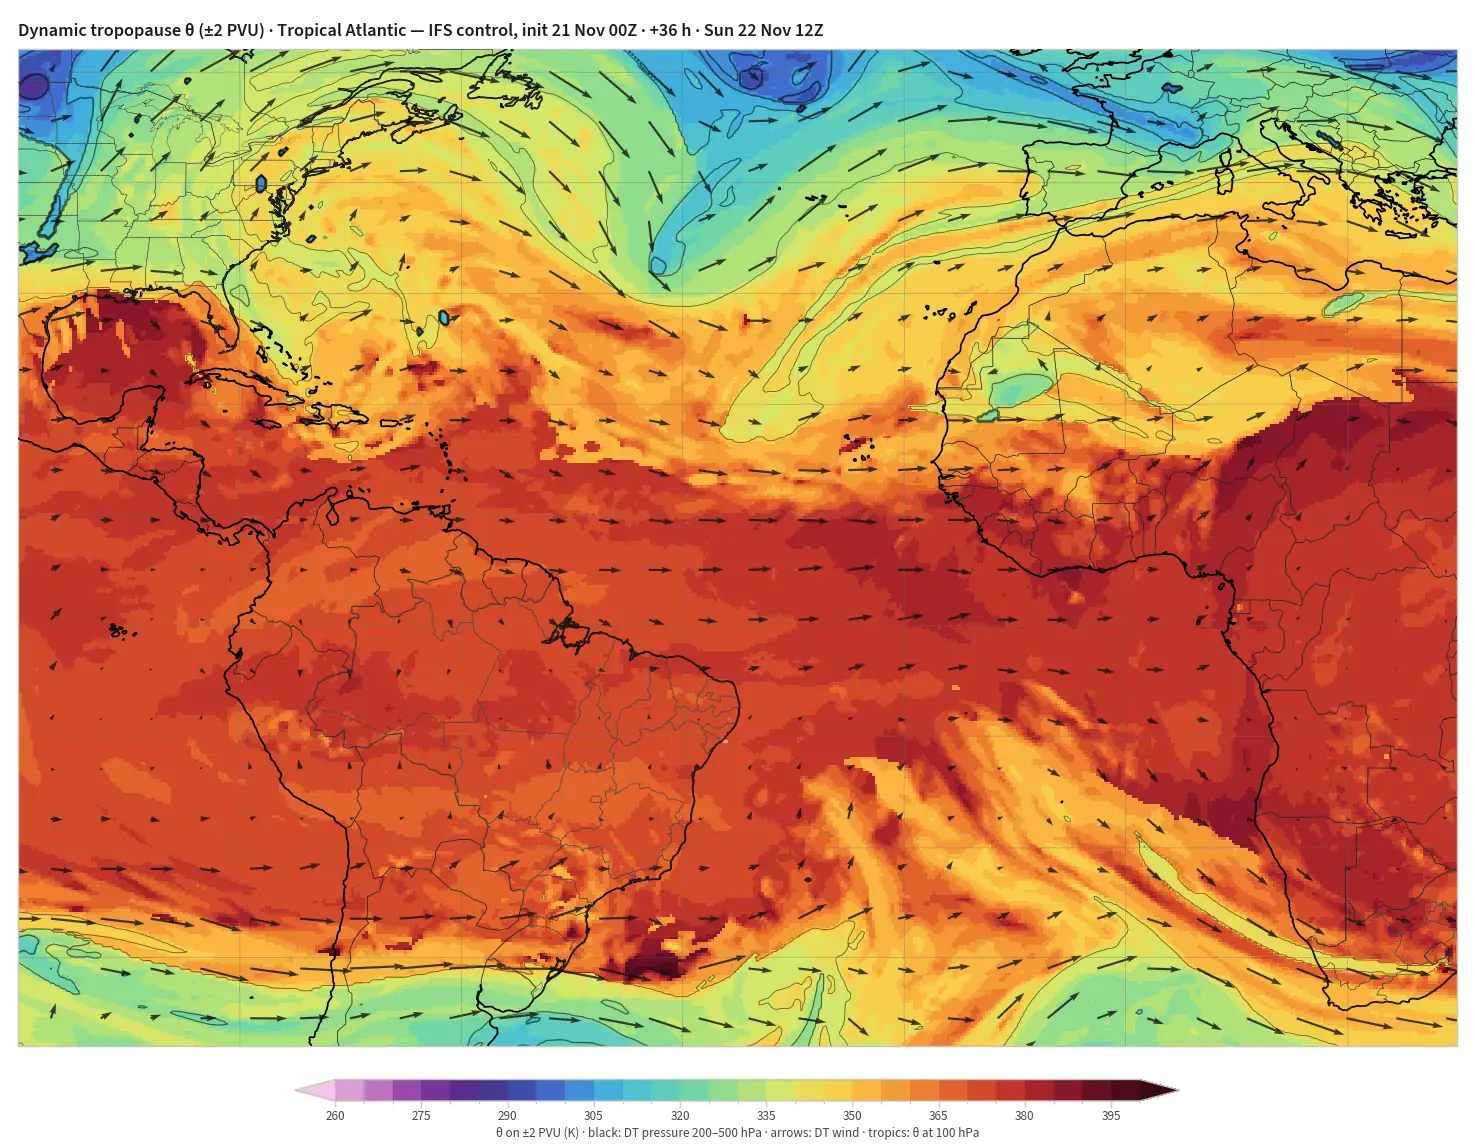 Dynamic tropopause θ (±2 PVU) · Tropical Atlantic — IFS control, init 21 Nov 00Z · +36 h · Sun 22 Nov 12Z
260 275 290 305 320 335 350 365 380 395
θ on ±2 PVU (K) · black: DT pressure 200–500 hPa · arrows: DT wind · tropics: θ at 100 hPa